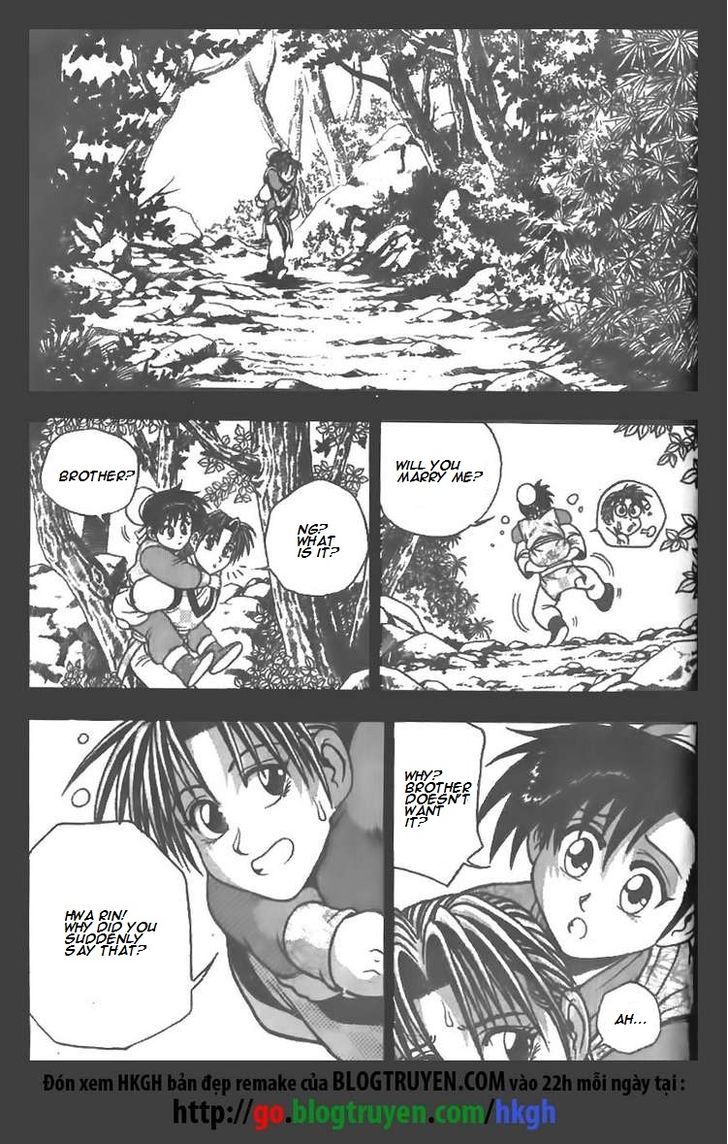 BROTHER?
NG?
WHAT
IS IT?
WILL YOU
MARRY ME?
HWA RIN!
WHY DID YOU
SUDDENLY
SAY THAT?
WHY?
BROTHER
DOESN'T
WANT
IT?
AH...
Đón xem HKGH bản đẹp remake của BLOGTRUYEN.COM vào 22h mỗi ngày tại :
http://go.blogtruyen.com/hkgh